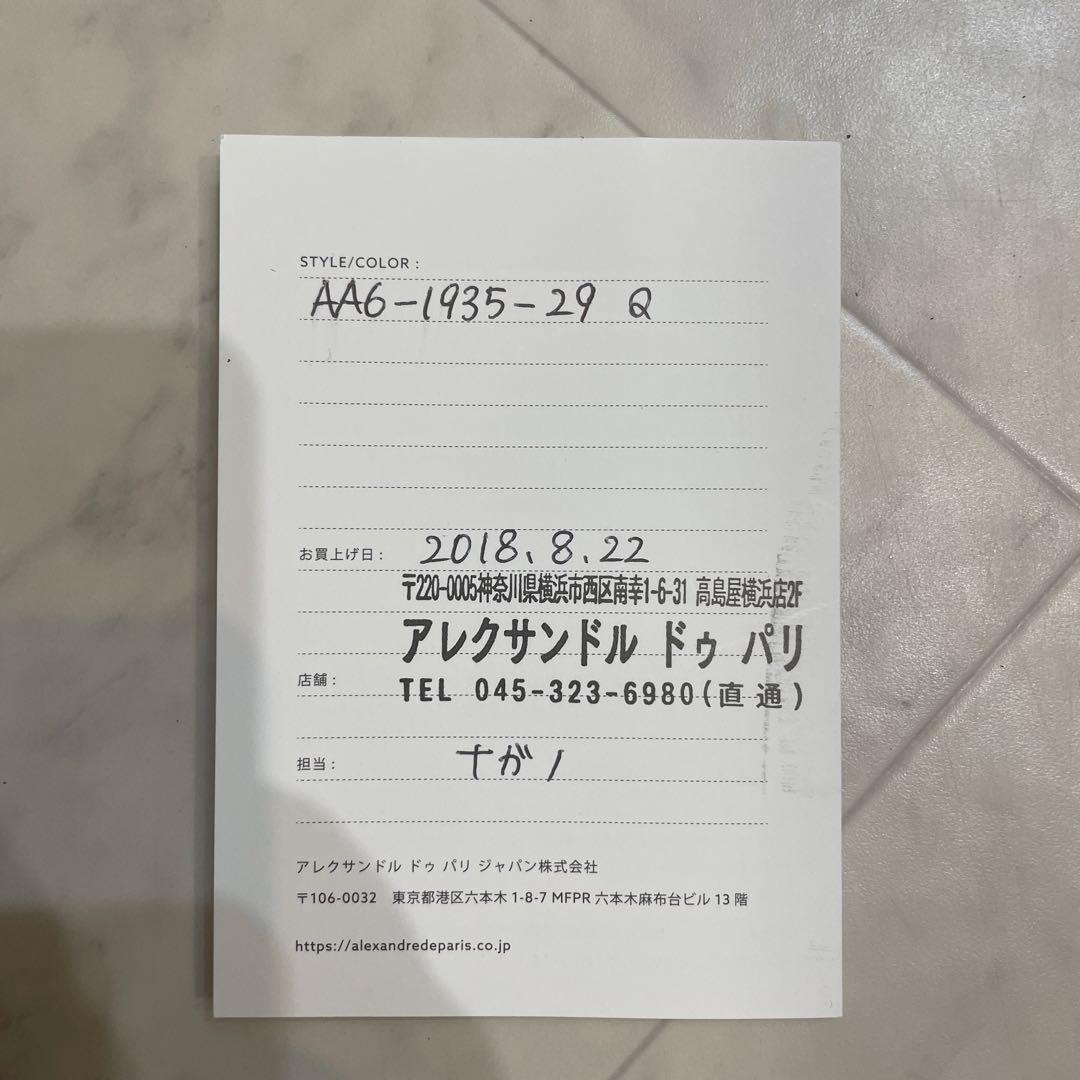 STYLE/COLOR :
AA6-1935-29 Q
お買上げ日 : 2018.8.22
〒220-0005神奈川県横浜市西区南幸1-6-31 高島屋横浜店2F
アレクサンドル ドゥ パリ
店舗 : TEL 045-323-6980(直通)
担当 : ナガノ
アレクサンドル ドゥ パリ ジャパン株式会社
〒106-0032 東京都港区六本木 1-8-7 MFPR 六本木麻布台ビル 13 階
https://alexandredeparis.co.jp